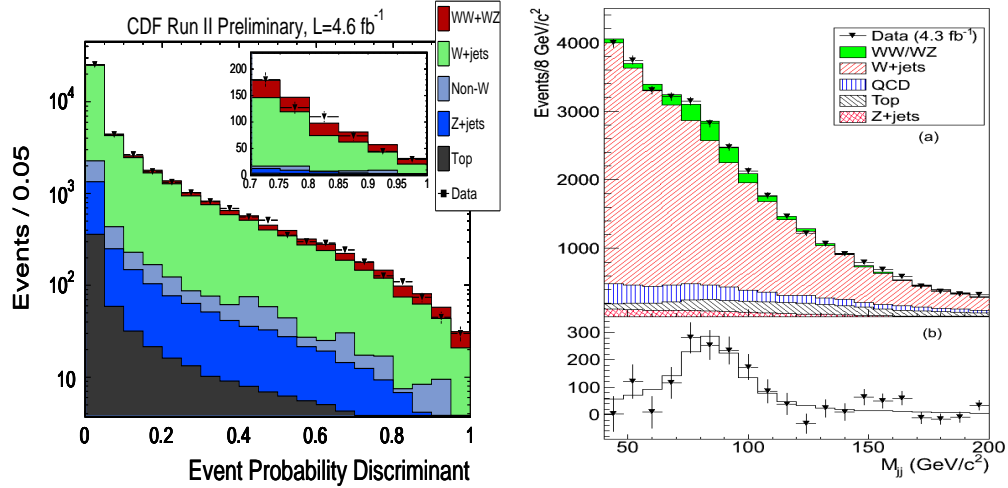 CDF Run II Preliminary, L=4.6 fb⁻¹
WW+WZ
W+jets
Non-W
Z+jets
Top
Data
Events / 0.05
10⁴
10³
10²
10
200
150
100
50
0
0.7 0.75 0.8 0.85 0.9 0.95 1
0 0.2 0.4 0.6 0.8 1
Event Probability Discriminant
Events/8 GeV/c²
4000
3000
2000
1000
Data (4.3 fb⁻¹)
WW/WZ
W+jets
QCD
Top
Z+jets
(a)
(b)
300
200
100
0
50 100 150 200
M_jj (GeV/c²)